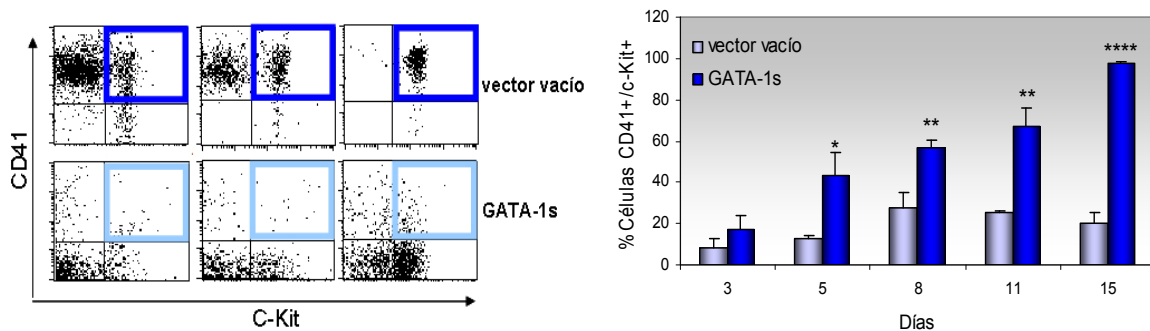 CD41
vector vacío
GATA-1s
C-Kit
% Células CD41+/c-Kit+
120
100
80
60
40
20
0
vector vacío
GATA-1s
*
**
**
****
3
5
8
11
15
Días